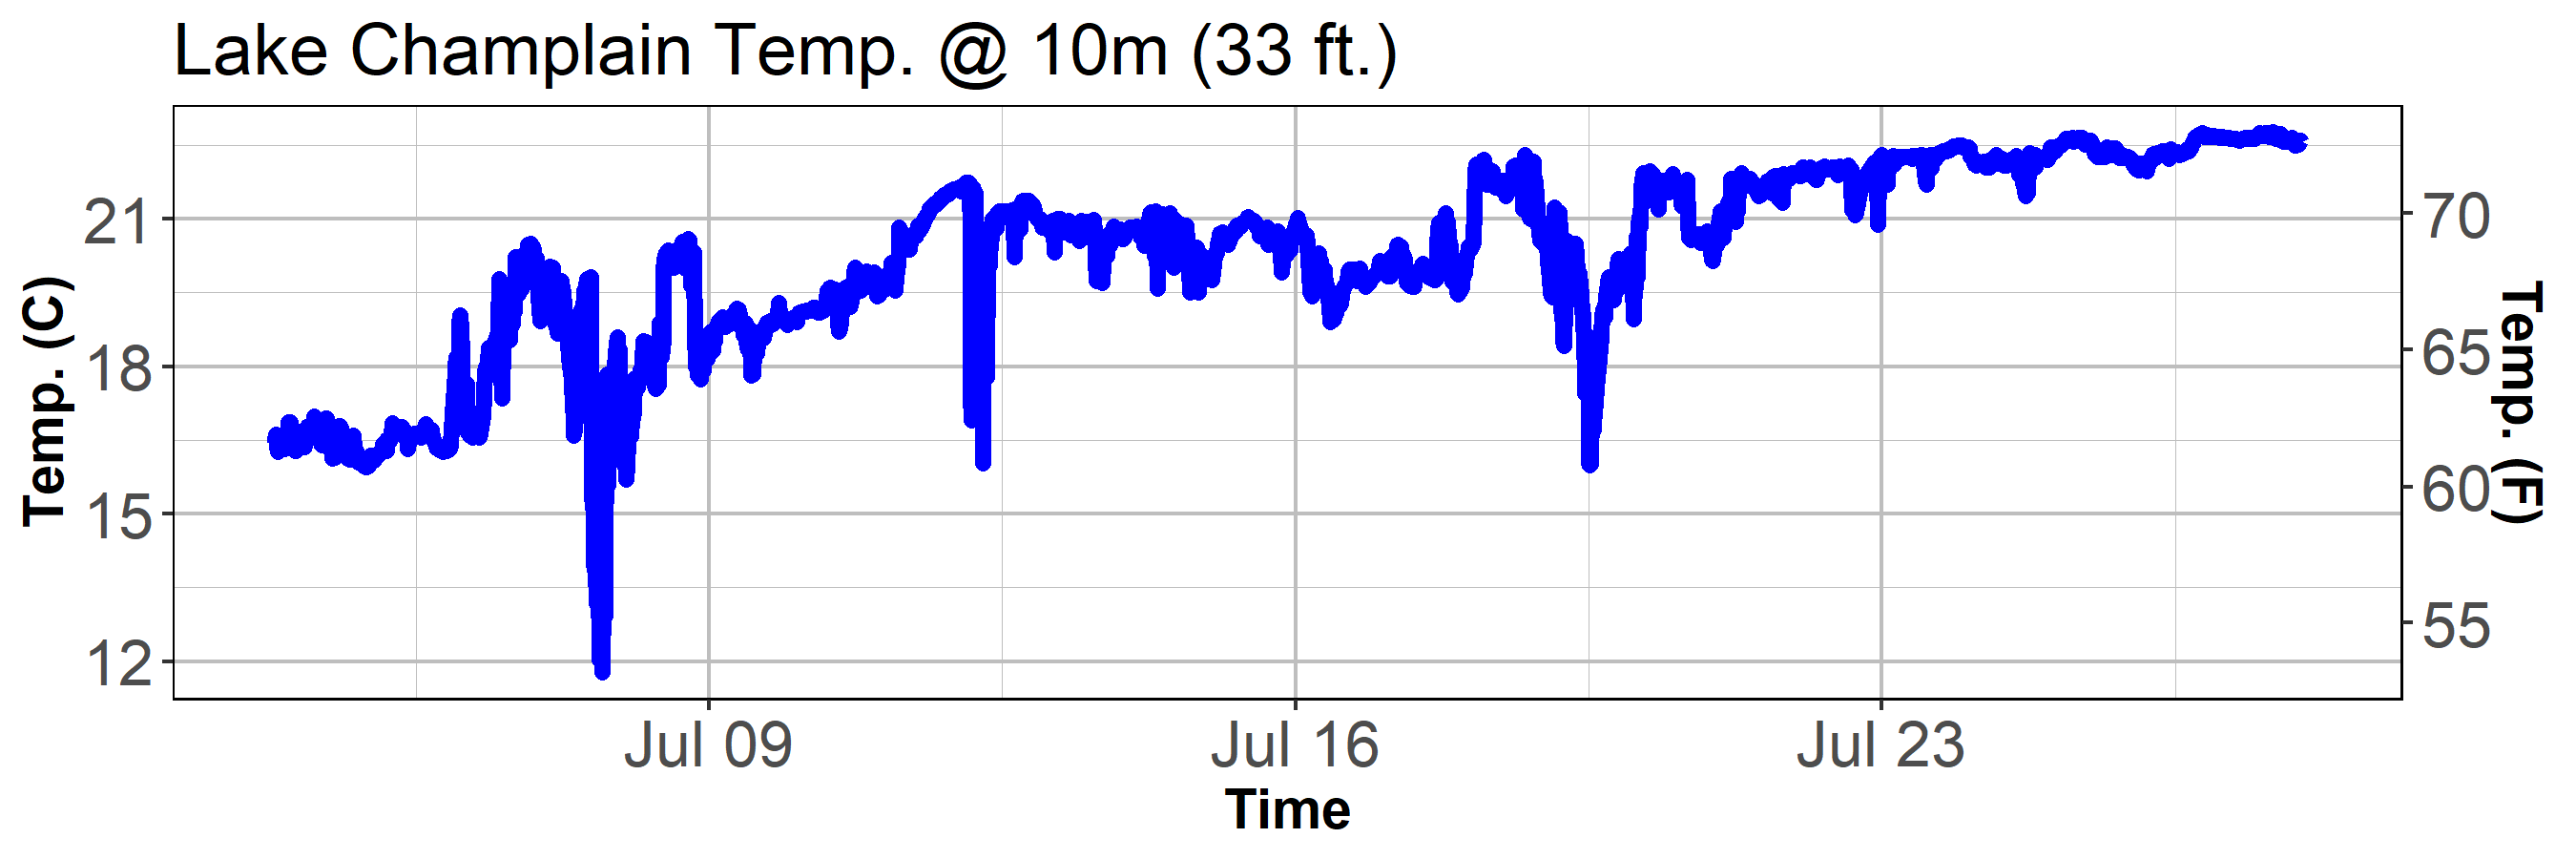 Lake Champlain Temp. @ 10m (33 ft.)
Temp. (C)
21
18
15
12
70
65
60
55
Temp. (F)
Jul 09
Jul 16
Jul 23
Time